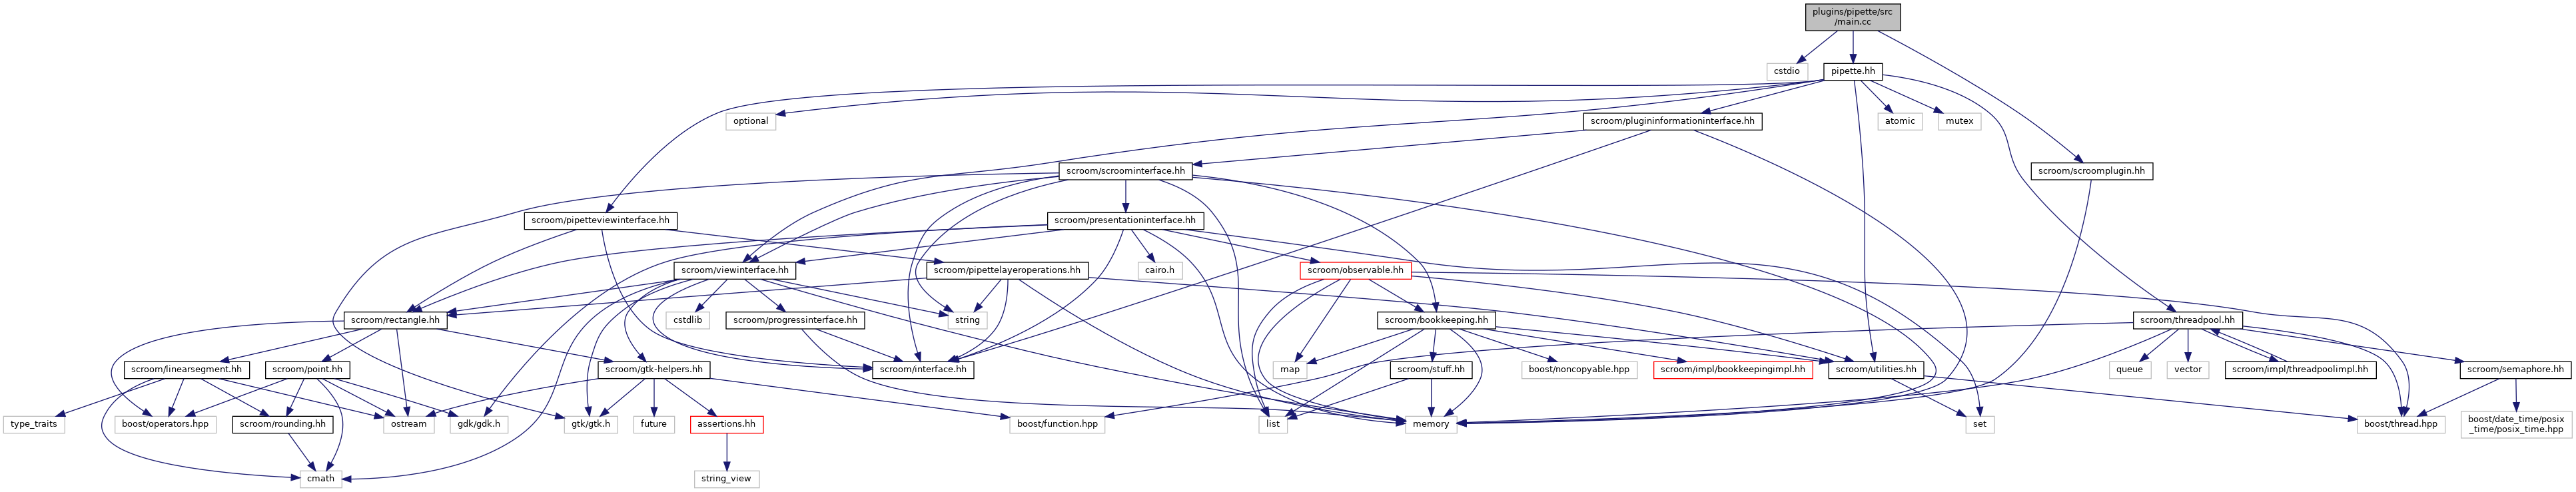 plugins/pipette/src
/main.cc
cstdio
pipette.hh
optional
scroom/plugininformationinterface.hh
atomic
mutex
scroom/scroominterface.hh
scroom/scroomplugin.hh
scroom/pipetteviewinterface.hh
scroom/presentationinterface.hh
scroom/viewinterface.hh
scroom/pipettelayeroperations.hh
cairo.h
scroom/observable.hh
scroom/rectangle.hh
cstdlib
scroom/progressinterface.hh
string
scroom/bookkeeping.hh
scroom/threadpool.hh
scroom/linearsegment.hh
scroom/point.hh
scroom/gtk-helpers.hh
scroom/interface.hh
map
scroom/stuff.hh
boost/noncopyable.hpp
scroom/impl/bookkeepingimpl.hh
scroom/utilities.hh
queue
vector
scroom/impl/threadpoolimpl.hh
scroom/semaphore.hh
type_traits
boost/operators.hpp
scroom/rounding.hh
ostream
gdk/gdk.h
gtk/gtk.h
future
assertions.hh
boost/function.hpp
list
memory
set
boost/thread.hpp
boost/date_time/posix
_time/posix_time.hpp
cmath
string_view